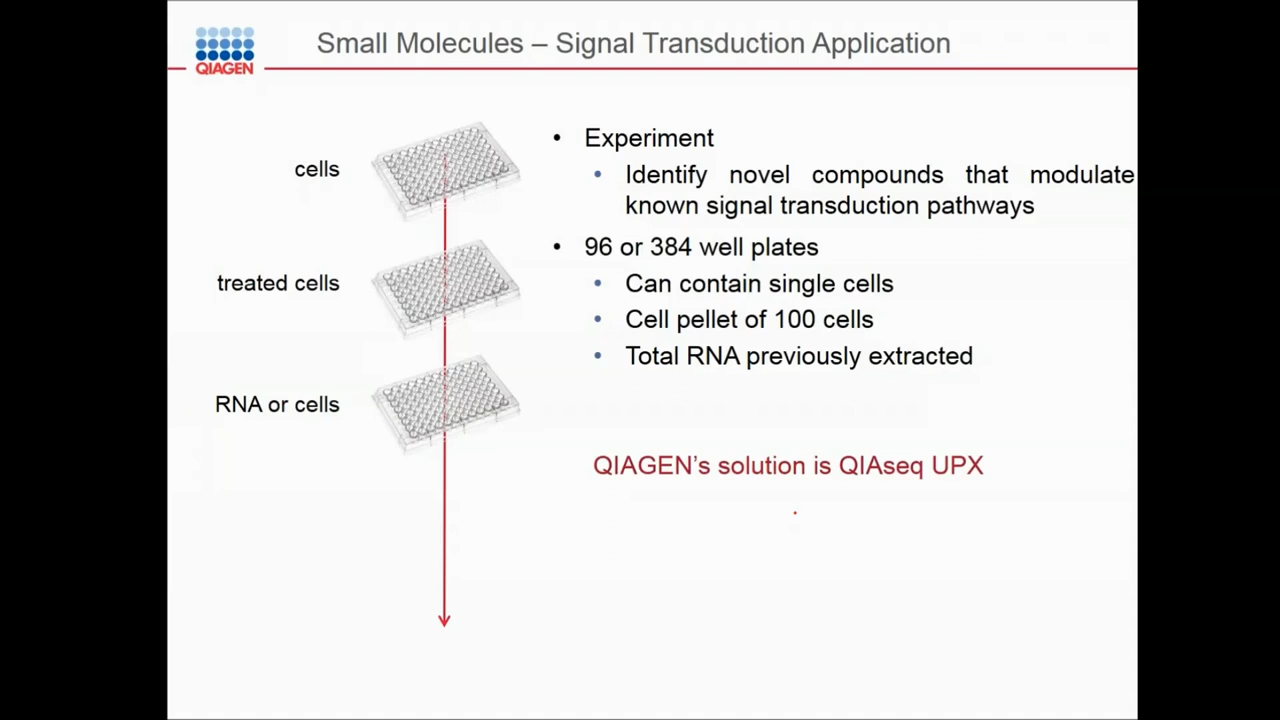 QIAGEN
Small Molecules – Signal Transduction Application
cells
treated cells
RNA or cells
• Experiment
• Identify novel compounds that modulate
known signal transduction pathways
• 96 or 384 well plates
• Can contain single cells
• Cell pellet of 100 cells
• Total RNA previously extracted
QIAGEN’s solution is QIAseq UPX